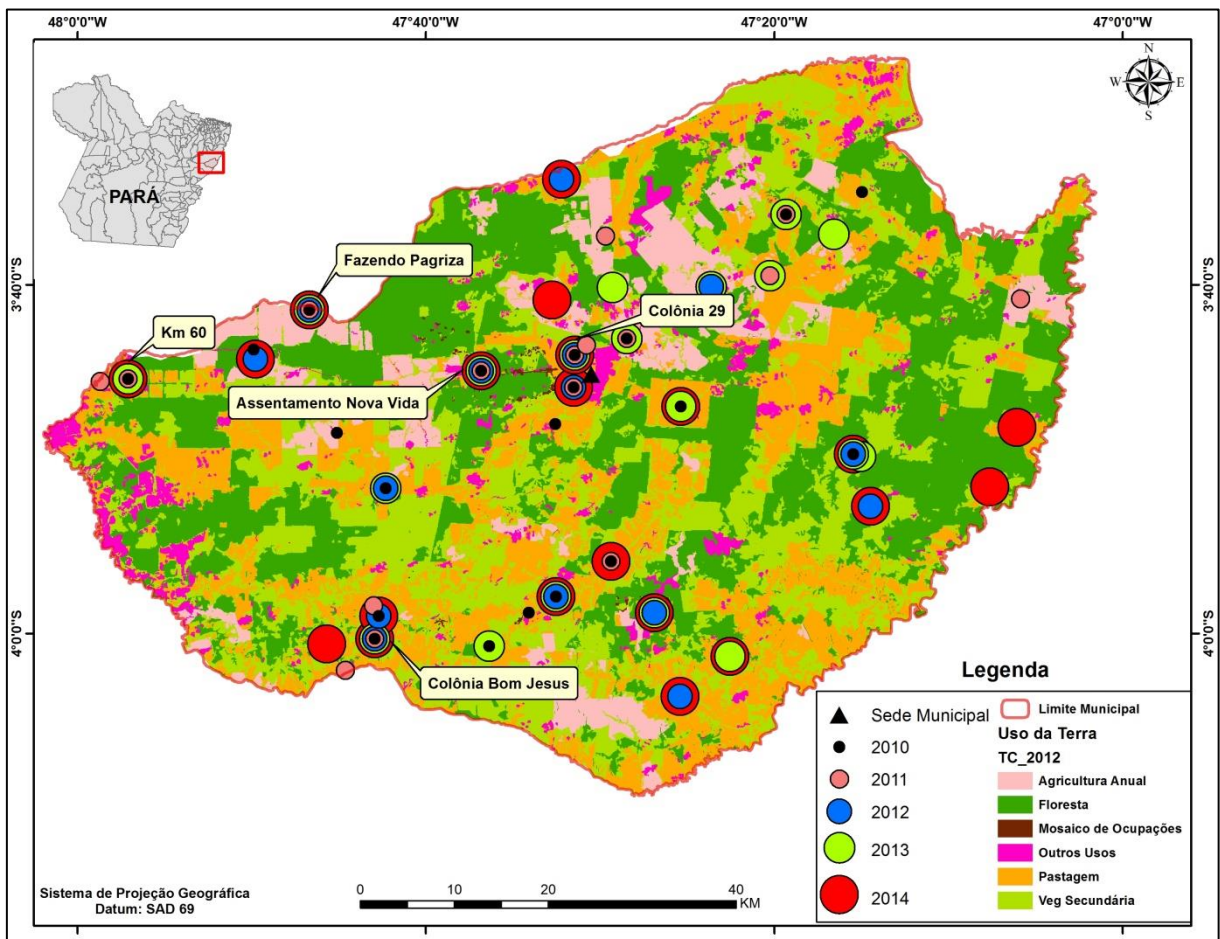 48°0'0"W
47°40'0"W
47°20'0"W
47°0'0"W
N
W
E
S
PARÁ
Fazendo Pagriza
3°40'0"S
3°40'0"S
Colônia 29
Km 60
Assentamento Nova Vida
4°0'0"S
4°0'0"S
Colônia Bom Jesus
Legenda
Sede Municipal
2010
2011
2012
2013
2014
Limite Municipal
Uso da Terra
TC_2012
Agricultura Anual
Floresta
Mosaico de Ocupações
Outros Usos
Pastagem
Veg Secundária
Sistema de Projeção Geográfica
Datum: SAD 69
0 10 20 40
KM